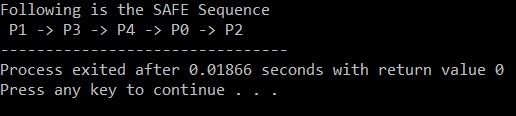 Following is the SAFE Sequence
P1 -> P3 -> P4 -> P0 -> P2
--------------------------------
Process exited after 0.01866 seconds with return value 0
Press any key to continue . . .